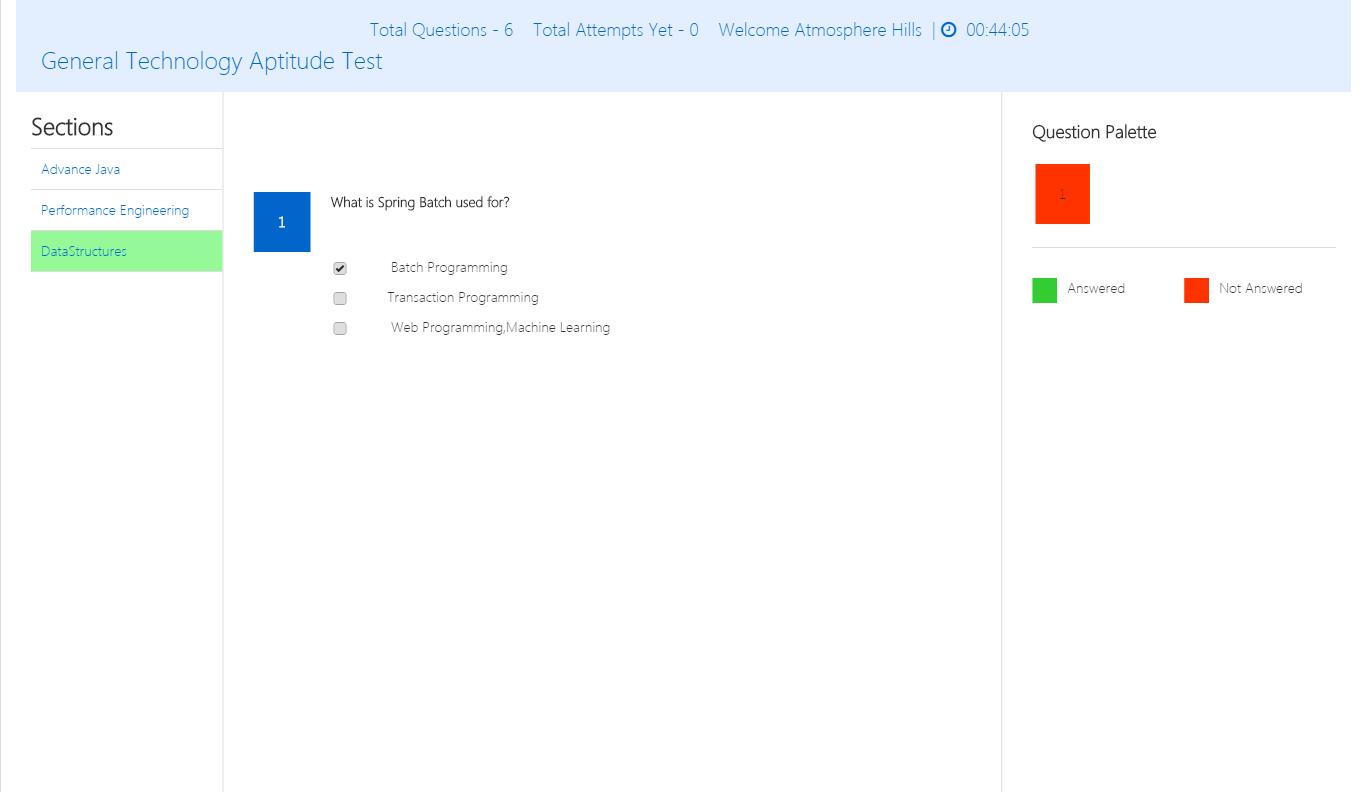 Total Questions - 6 Total Attempts Yet - 0 Welcome Atmosphere Hills | 00:44:05
General Technology Aptitude Test
Sections
Advance Java
Performance Engineering
DataStructures
1
What is Spring Batch used for?
Batch Programming
Transaction Programming
Web Programming,Machine Learning
Question Palette
1
Answered
Not Answered